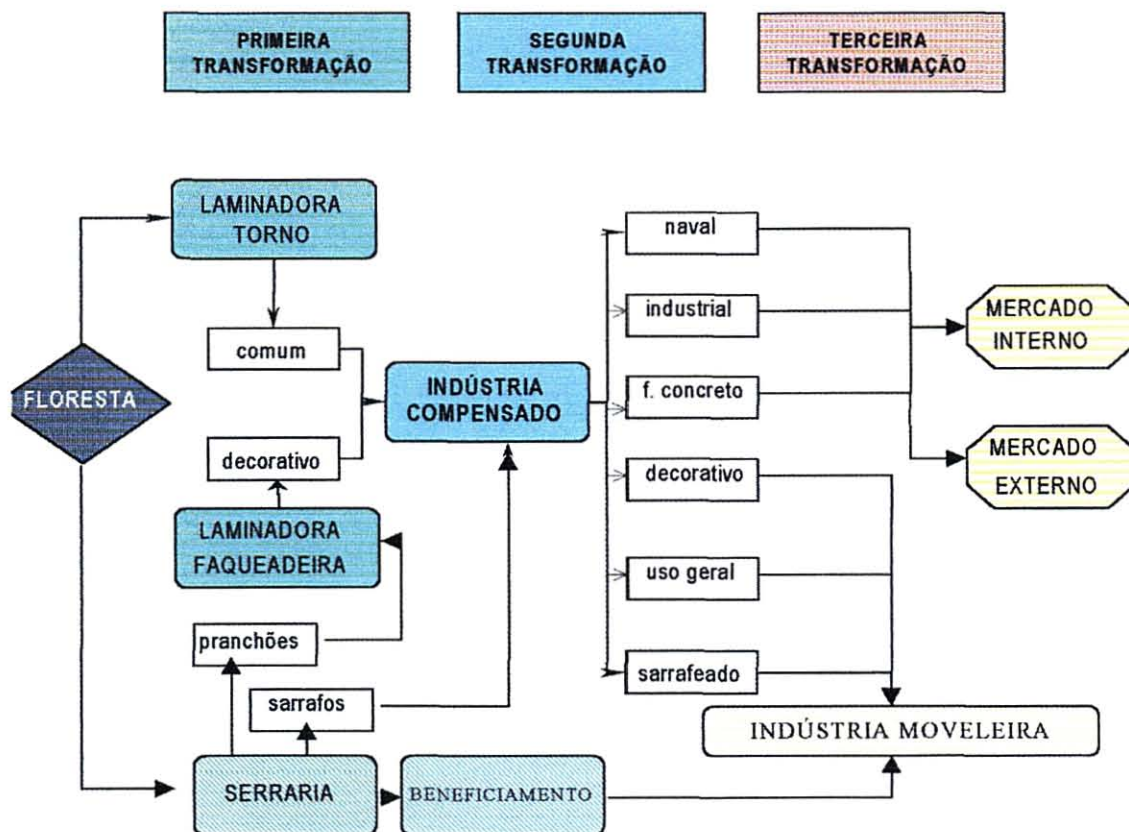 PRIMEIRA
TRANSFORMAÇÃO
SEGUNDA
TRANSFORMAÇÃO
TERCEIRA
TRANSFORMAÇÃO
LAMINADORA
TORNO
comum
FLORESTA
decorativo
LAMINADORA
FAQUEADEIRA
pranchões
sarrafos
SERRARIA
BENEFICIAMENTO
INDÚSTRIA
COMPENSADO
naval
industrial
f. concreto
decorativo
uso geral
sarrafeado
MERCADO
INTERNO
MERCADO
EXTERNO
INDÚSTRIA MOVELEIRA